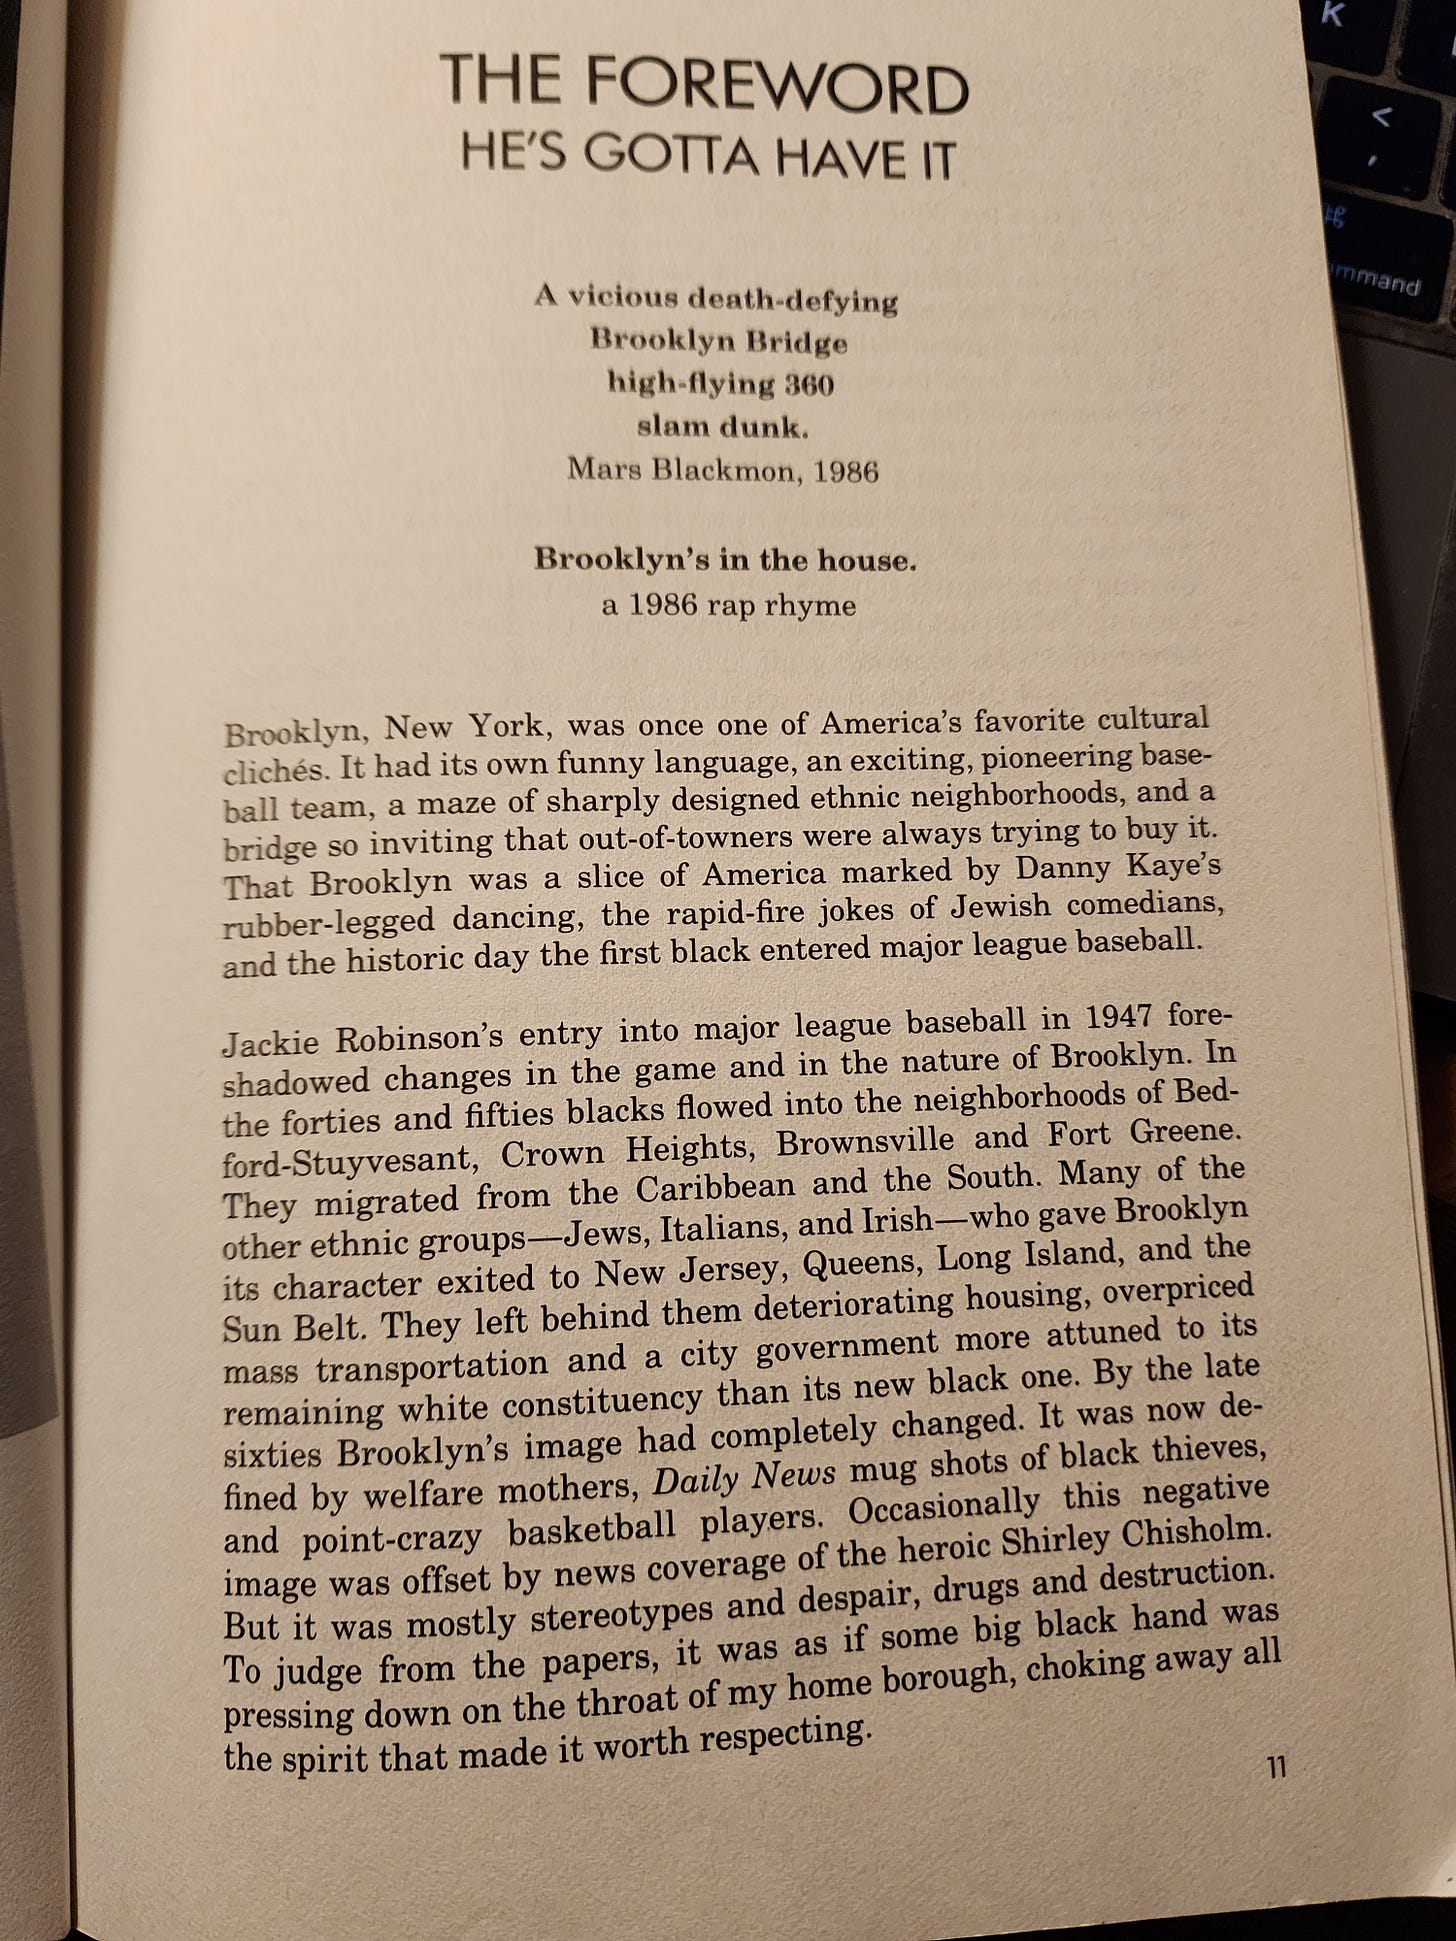 THE FOREWORD
HE'S GOTTA HAVE IT
A vicious death-defying
Brooklyn Bridge
high-flying 360
slam dunk.
Mars Blackmon, 1986
Brooklyn's in the house.
a 1986 rap rhyme
Brooklyn, New York, was once one of America's favorite cultural
clichés. It had its own funny language, an exciting, pioneering base-
ball team, a maze of sharply designed ethnic neighborhoods, and a
bridge so inviting that out-of-towners were always trying to buy it.
That Brooklyn was a slice of America marked by Danny Kaye's
rubber-legged dancing, the rapid-fire jokes of Jewish comedians,
and the historic day the first black entered major league baseball.
Jackie Robinson's entry into major league baseball in 1947 fore-
shadowed changes in the game and in the nature of Brooklyn. In
the forties and fifties blacks flowed into the neighborhoods of Bed-
ford-Stuyvesant, Crown Heights, Brownsville and Fort Greene.
They migrated from the Caribbean and the South. Many of the
other ethnic groups—Jews, Italians, and Irish—who gave Brooklyn
its character exited to New Jersey, Queens, Long Island, and the
Sun Belt. They left behind them deteriorating housing, overpriced
mass transportation and a city government more attuned to its
remaining white constituency than its new black one. By the late
sixties Brooklyn's image had completely changed. It was now de-
fined by welfare mothers, Daily News mug shots of black thieves,
and point-crazy basketball players. Occasionally this negative
image was offset by news coverage of the heroic Shirley Chisholm.
But it was mostly stereotypes and despair, drugs and destruction.
To judge from the papers, it was as if some big black hand was
pressing down on the throat of my home borough, choking away all
the spirit that made it worth respecting.
11
K
<
,
⌘
mmand